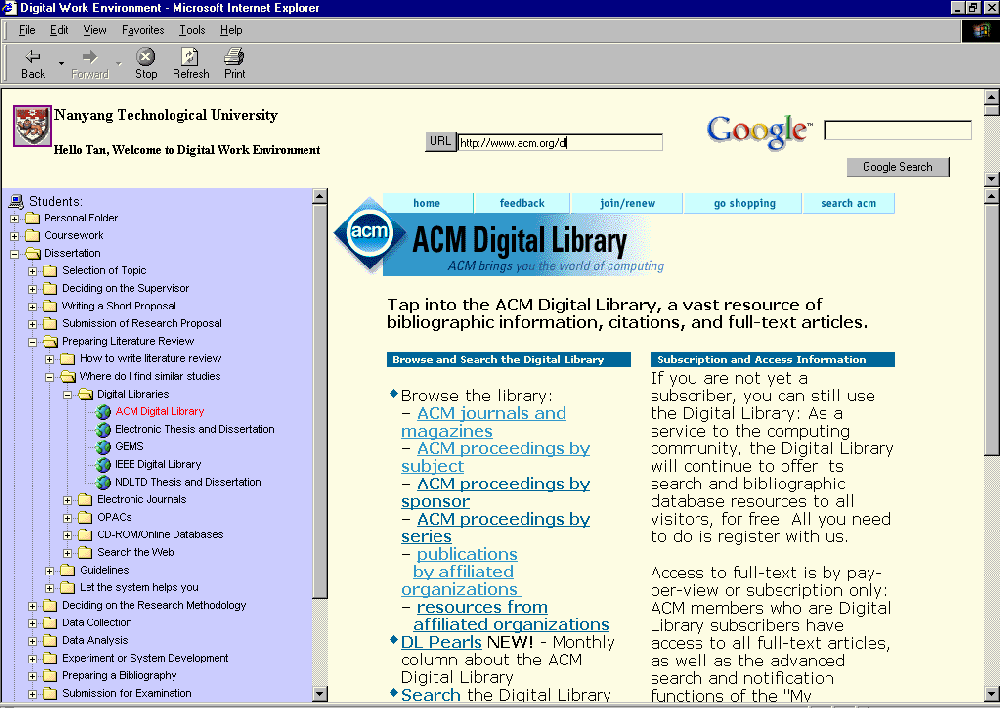 Digital Work Environment - Microsoft Internet Explorer
File Edit View Favorites Tools Help
Back Forward Stop Refresh Print
Nanyang Technological University
Hello Tan, Welcome to Digital Work Environment
URL http://www.acm.org/d
Google™
Google Search
Students:
Personal Folder
Coursework
Dissertation
Selection of Topic
Deciding on the Supervisor
Writing a Short Proposal
Submission of Research Proposal
Preparing Literature Review
How to write literature review
Where do I find similar studies
Digital Libraries
ACM Digital Library
Electronic Thesis and Dissertation
GEMS
IEEE Digital Library
NDLTD Thesis and Dissertation
Electronic Journals
OPACs
CD-ROM/Online Databases
Search the Web
Guidelines
Let the system helps you
Deciding on the Research Methodology
Data Collection
Data Analysis
Experiment or System Development
Preparing a Bibliography
Submission for Examination
home feedback join/renew go shopping search acm
acm
ACM Digital Library
ACM brings you the world of computing
Tap into the ACM Digital Library, a vast resource of
bibliographic information, citations, and full-text articles.
Browse and Search the Digital Library
Browse the library:
– ACM journals and
magazines
– ACM proceedings by
subject
– ACM proceedings by
sponsor
– ACM proceedings by
series
– publications
by affiliated
organizations
– resources from
affiliated organizations
DL Pearls NEW! - Monthly
column about the ACM
Digital Library
Search the Digital Library
Subscription and Access Information
If you are not yet a
subscriber, you can still use
the Digital Library: As a
service to the computing
community, the Digital Library
will continue to offer its
search and bibliographic
database resources to all
visitors, for free. All you need
to do is register with us.
Access to full-text is by pay-
per-view or subscription only:
ACM members who are Digital
Library subscribers have
access to all full-text articles,
as well as the advanced
search and notification
functions of the "My